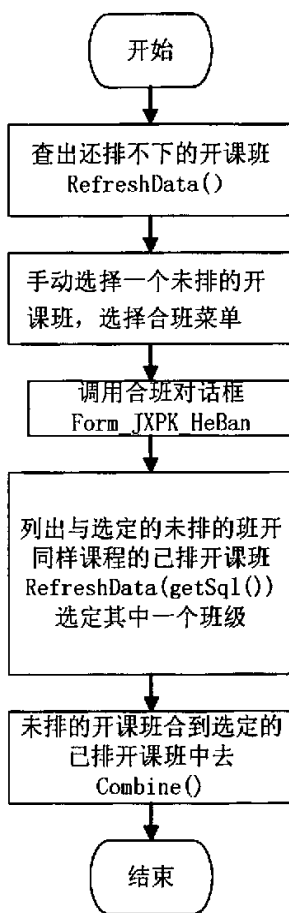 开始
查出还排不下的开课班
RefreshData()
手动选择一个未排的开
课班，选择合班菜单
调用合班对话框
Form_JXPK_HeBan
列出与选定的未排的班开
同样课程的已排开课班
RefreshData(getSql())
选定其中一个班级
未排的开课班合到选定的
已排开课班中去
Combine()
结束